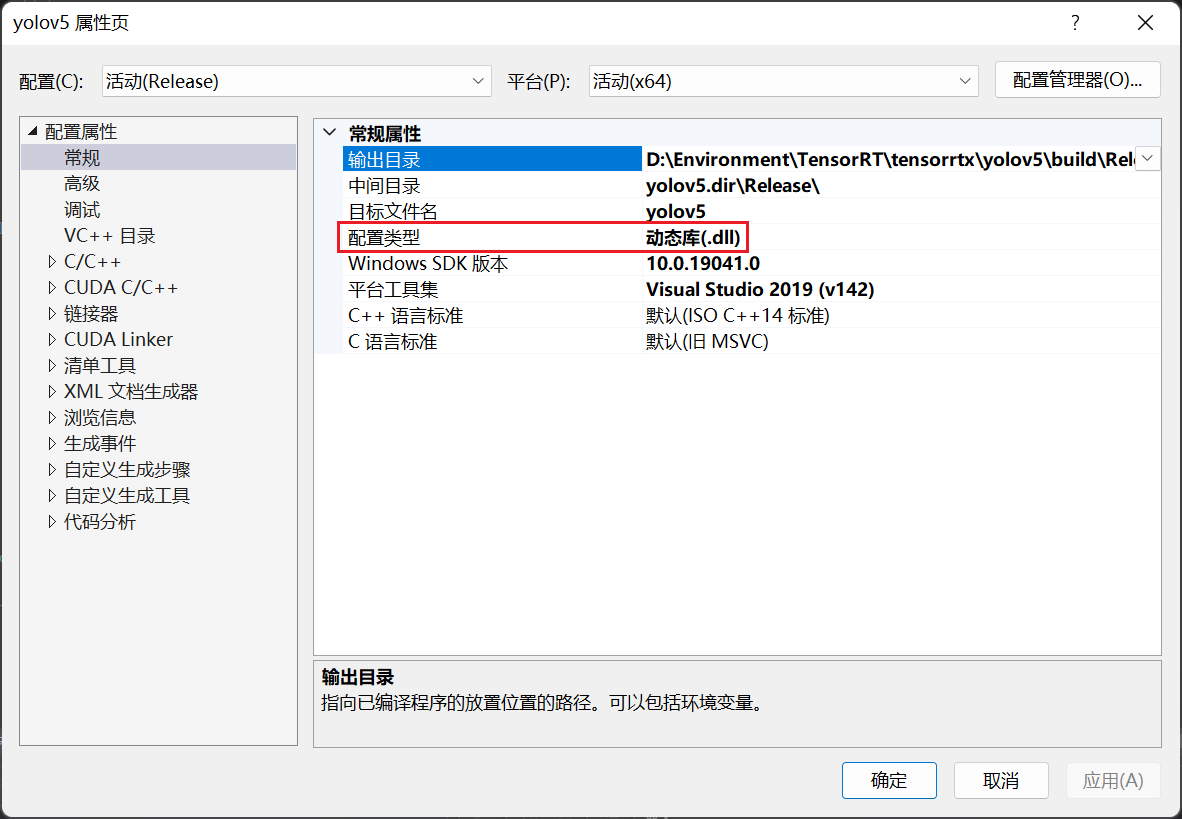 yolov5 属性页
?
配置(C): 活动(Release) 平台(P): 活动(x64) 配置管理器(O)...
配置属性
常规
高级
调试
VC++ 目录
C/C++
CUDA C/C++
链接器
CUDA Linker
清单工具
XML 文档生成器
浏览信息
生成事件
自定义生成步骤
自定义生成工具
代码分析
常规属性
输出目录 D:\Environment\TensorRT\tensorrtx\yolov5\build\Rel
中间目录 yolov5.dir\Release\
目标文件名 yolov5
配置类型 动态库(.dll)
Windows SDK 版本 10.0.19041.0
平台工具集 Visual Studio 2019 (v142)
C++ 语言标准 默认(ISO C++14 标准)
C 语言标准 默认(旧 MSVC)
输出目录
指向已编译程序的放置位置的路径。可以包括环境变量。
确定 取消 应用(A)